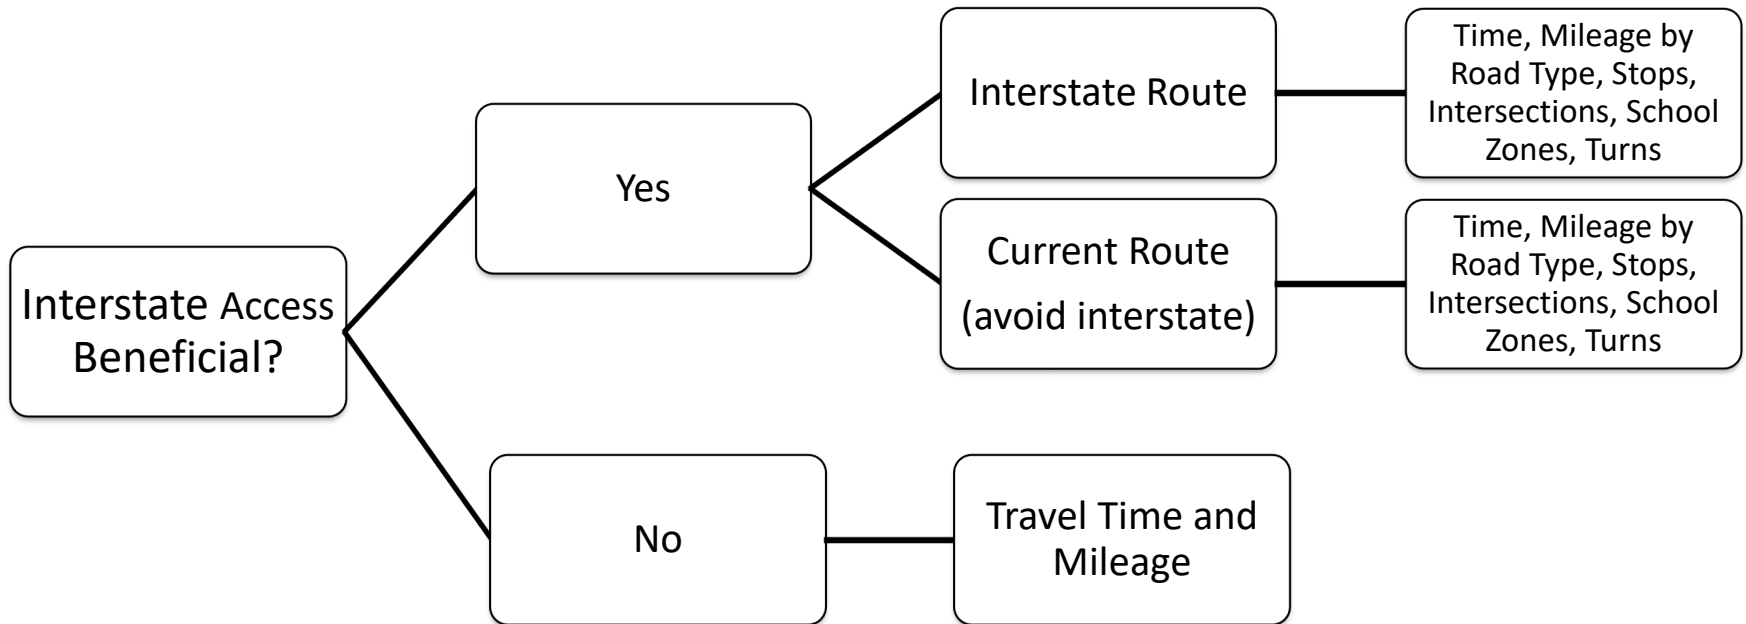 Interstate Access
Beneficial?
Yes
Interstate Route
Time, Mileage by
Road Type, Stops,
Intersections, School
Zones, Turns
Current Route
(avoid interstate)
Time, Mileage by
Road Type, Stops,
Intersections, School
Zones, Turns
No
Travel Time and
Mileage